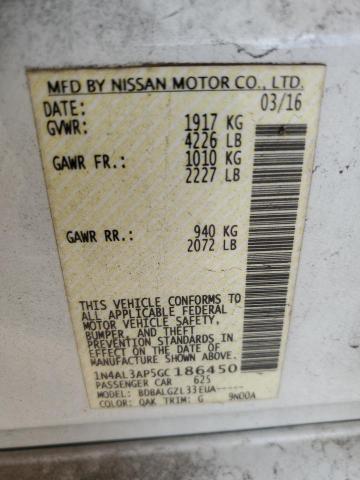 MFD BY NISSAN MOTOR CO., LTD.
DATE: 03/16
GVWR: 1917 KG
4226 LB
GAWR FR.: 1010 KG
2227 LB
GAWR RR.: 940 KG
2072 LB
THIS VEHICLE CONFORMS TO
ALL APPLICABLE FEDERAL
MOTOR VEHICLE SAFETY,
BUMPER, AND THEFT
PREVENTION STANDARDS IN
EFFECT ON THE DATE OF
MANUFACTURE SHOWN ABOVE.
1N4AL3AP5GC186450
PASSENGER CAR 625
MODEL: BDBALGZL33EUA-----
COLOR: QAK TRIM: G 9N00A